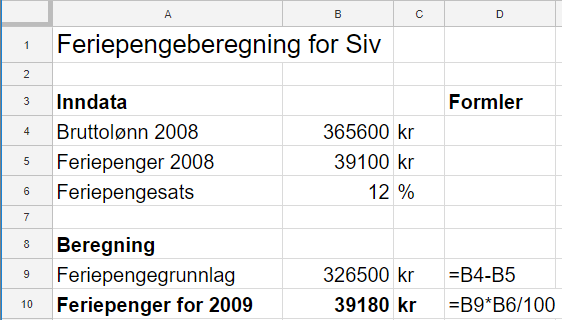 A B C D
1 Feriepengeberegning for Siv
2
3 Inndata Formler
4 Bruttolønn 2008 365600 kr
5 Feriepenger 2008 39100 kr
6 Feriepengesats 12 %
7
8 Beregning
9 Feriepengegrunnlag 326500 kr =B4-B5
10 Feriepenger for 2009 39180 kr =B9*B6/100